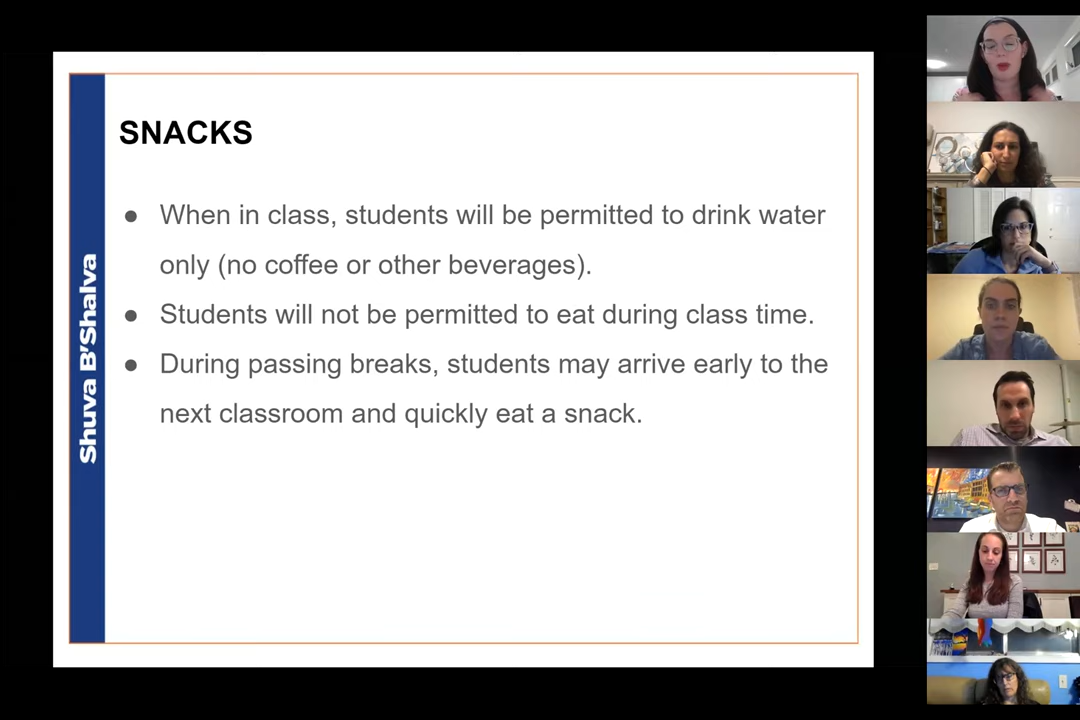 Shuva B'Shalva
SNACKS
● When in class, students will be permitted to drink water
only (no coffee or other beverages).
● Students will not be permitted to eat during class time.
● During passing breaks, students may arrive early to the
next classroom and quickly eat a snack.